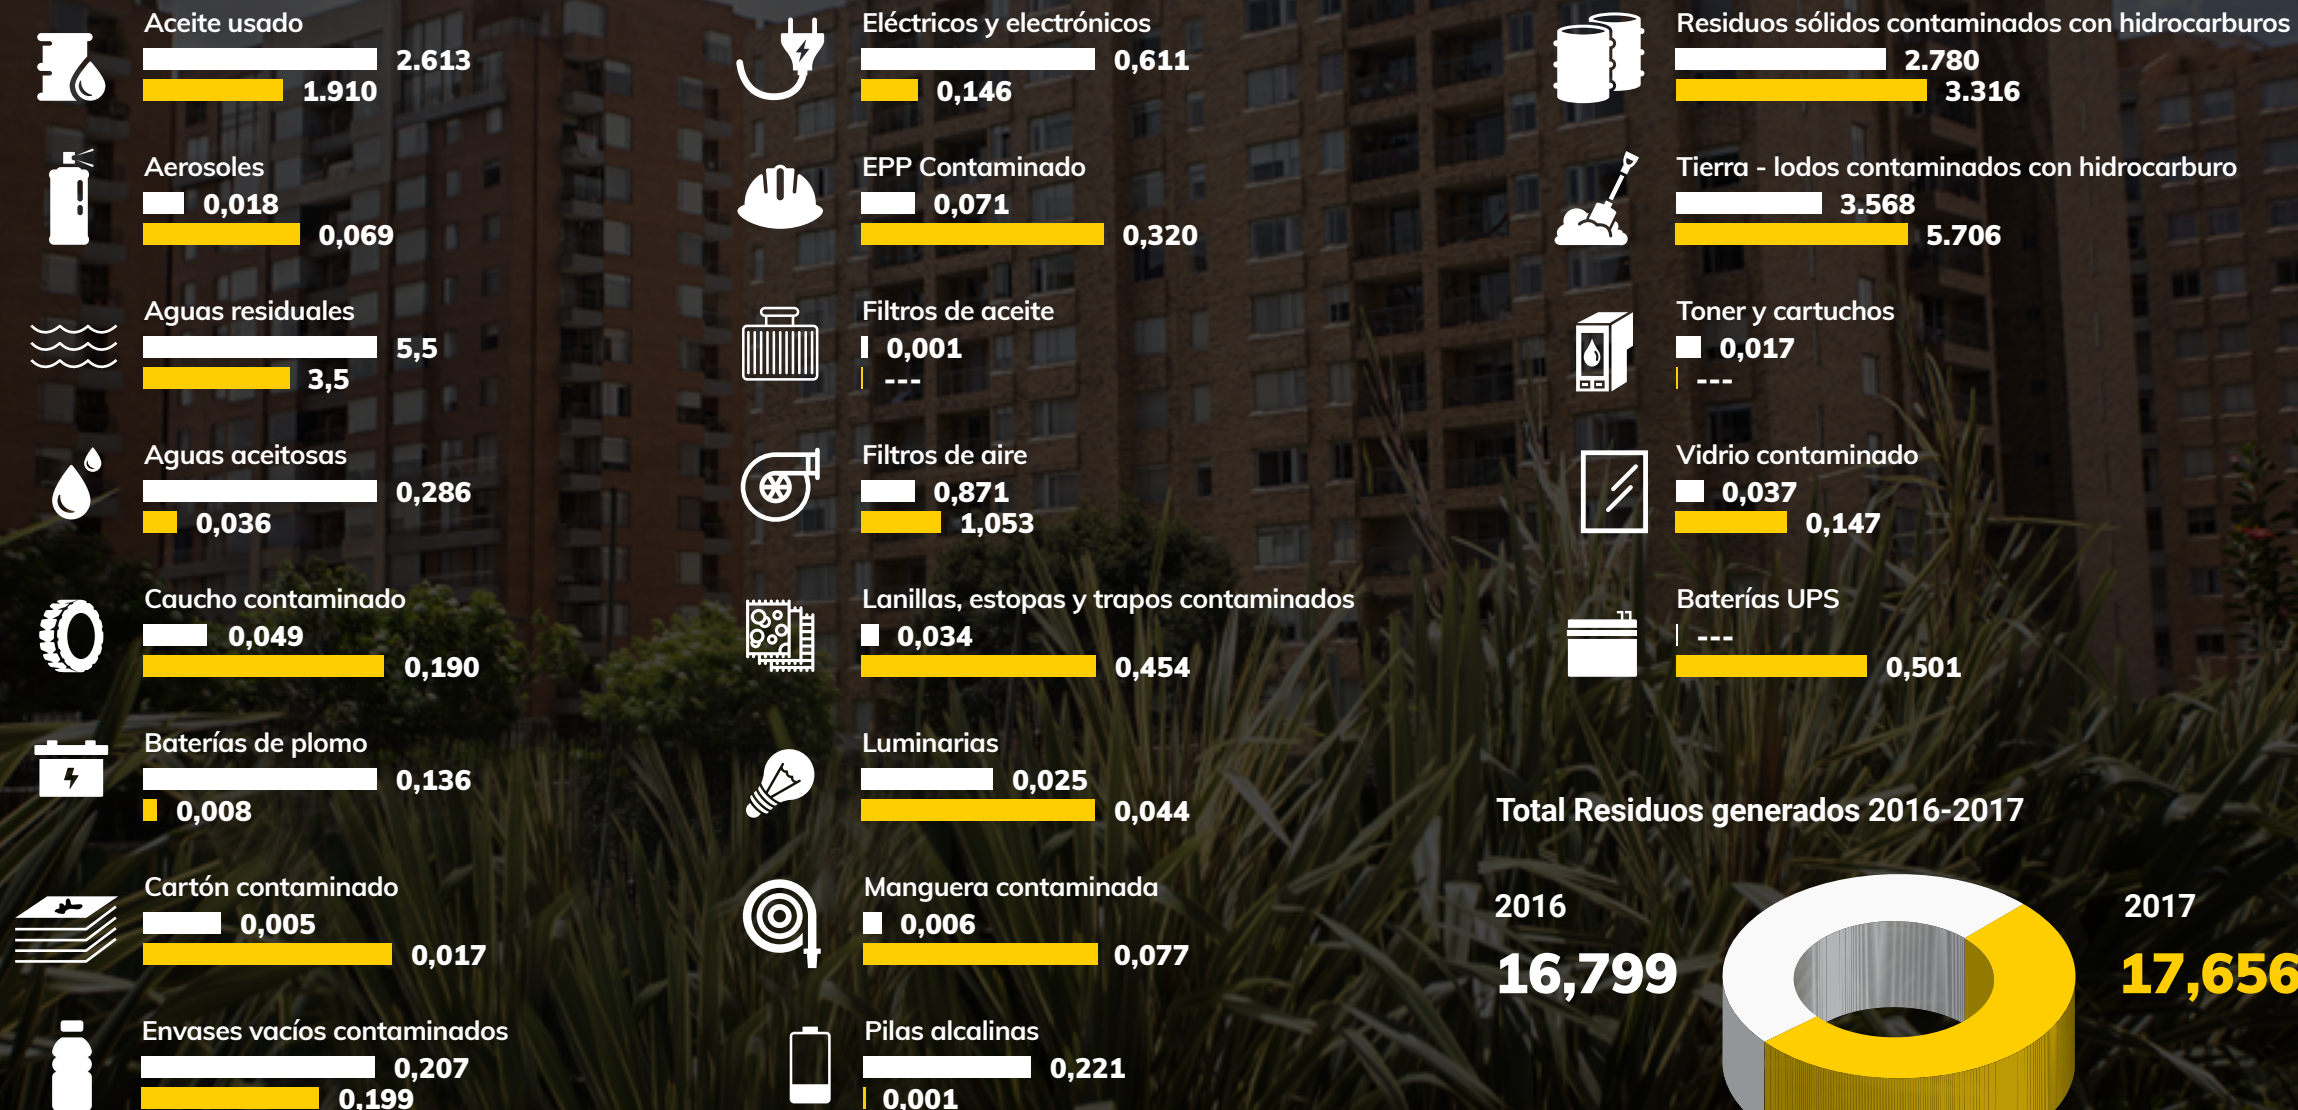 Aceite usado
2.613
1.910
Aerosoles
0,018
0,069
Aguas residuales
5,5
3,5
Aguas aceitosas
0,286
0,036
Caucho contaminado
0,049
0,190
Baterías de plomo
0,136
0,008
Cartón contaminado
0,005
0,017
Envases vacíos contaminados
0,207
0,199
Eléctricos y electrónicos
0,611
0,146
EPP Contaminado
0,071
0,320
Filtros de aceite
0,001
---
Filtros de aire
0,871
1,053
Lanillas, estopas y trapos contaminados
0,034
0,454
Luminarias
0,025
0,044
Manguera contaminada
0,006
0,077
Pilas alcalinas
0,221
0,001
Residuos sólidos contaminados con hidrocarburos
2.780
3.316
Tierra - lodos contaminados con hidrocarburo
3.568
5.706
Toner y cartuchos
0,017
---
Vidrio contaminado
0,037
0,147
Baterías UPS
---
0,501
Total Residuos generados 2016-2017
2016
16,799
2017
17,656